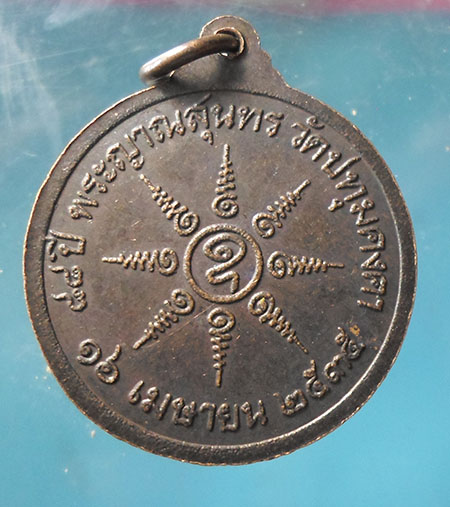 ๘๘ ปี พระญาณสุนทร วัดปทุมคงคา
๑๖ เมษายน ๒๕๓๕